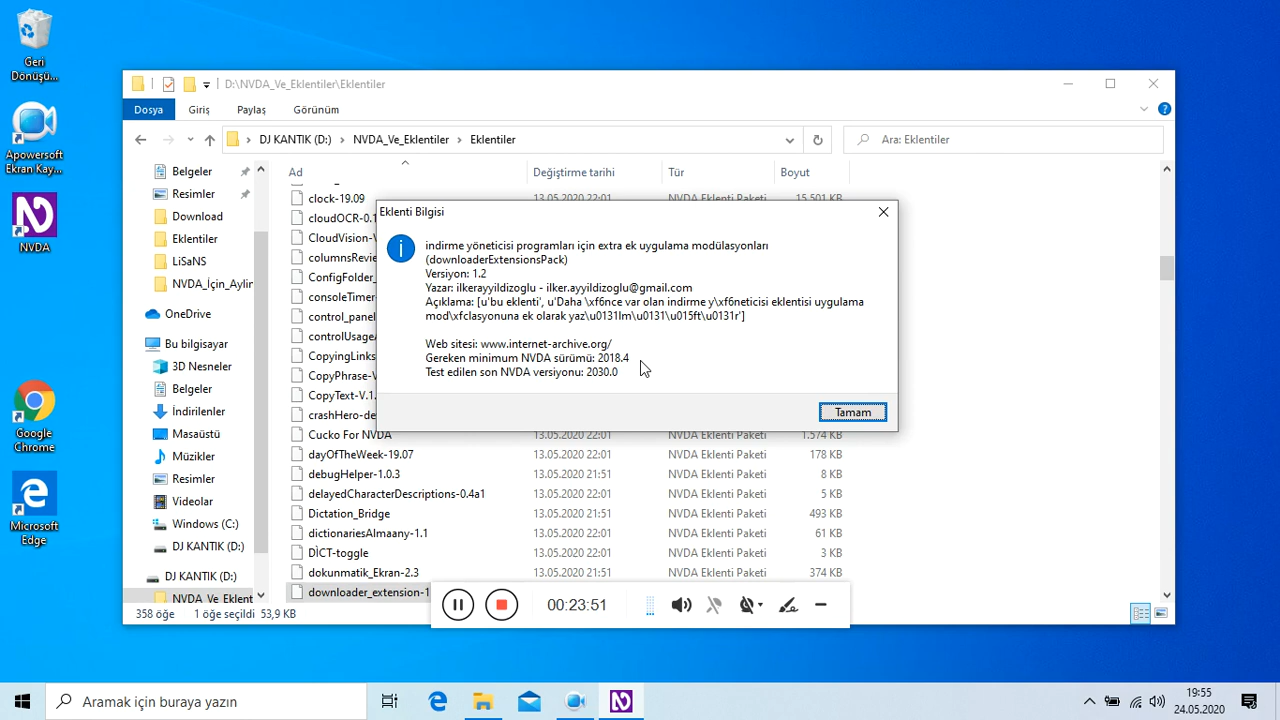 Geri
Dönüşü...
Apowersoft
Ekran Kay...
NVDA
Google
Chrome
Microsoft
Edge
D:\NVDA_Ve_Eklentiler\Eklentiler
Dosya
Giriş
Paylaş
Görünüm
DJ KANTIK (D:) > NVDA_Ve_Eklentiler > Eklentiler
Ara: Eklentiler
Belgeler
Resimler
Download
Eklentiler
LiSaNS
NVDA_İçin_Aylin
OneDrive
Bu bilgisayar
3D Nesneler
Belgeler
İndirilenler
Masaüstü
Müzikler
Resimler
Videolar
Windows (C:)
DJ KANTIK (D:)
DJ KANTIK (D:)
NVDA_Ve_Eklent
Ad Değiştirme tarihi Tür Boyut
clock-19.09 13.05.2020 22:01 NVDA Eklenti Paketi 15.501 KB
cloudOCR-0.1
CloudVision-V
columnsRevie
ConfigFolder_
consoleTimer-
control_panel
controlUsageA
CopyingLinks
CopyPhrase-V
CopyText-V.1.
crashHero-de
Cucko For NVDA 13.05.2020 22:01 NVDA Eklenti Paketi 1.574 KB
dayOfTheWeek-19.07 13.05.2020 22:01 NVDA Eklenti Paketi 178 KB
debugHelper-1.0.3 13.05.2020 21:51 NVDA Eklenti Paketi 8 KB
delayedCharacterDescriptions-0.4a1 13.05.2020 22:01 NVDA Eklenti Paketi 5 KB
Dictation_Bridge 13.05.2020 21:51 NVDA Eklenti Paketi 493 KB
dictionariesAlmaany-1.1 13.05.2020 22:01 NVDA Eklenti Paketi 61 KB
DİCT-toggle 13.05.2020 22:01 NVDA Eklenti Paketi 3 KB
dokunmatik_Ekran-2.3 13.05.2020 21:51 NVDA Eklenti Paketi 374 KB
downloader_extension-1
Eklenti Bilgisi
indirme yöneticisi programları için extra ek uygulama modülasyonları
(downloaderExtensionsPack)
Versiyon: 1.2
Yazar: ilkerayyildizoglu - ilker.ayyildizoglu@gmail.com
Açıklama: [u'bu eklenti', u'Daha \xf6nce var olan indirme y\xf6neticisi eklentisi uygulama
mod\xfclasyonuna ek olarak yaz\u0131lm\u0131\u015ft\u0131r']
Web sitesi: www.internet-archive.org/
Gereken minimum NVDA sürümü: 2018.4
Test edilen son NVDA versiyonu: 2030.0
Tamam
00:23:51
358 öğe 1 öğe seçildi 53,9 KB
Aramak için buraya yazın
19:55
24.05.2020